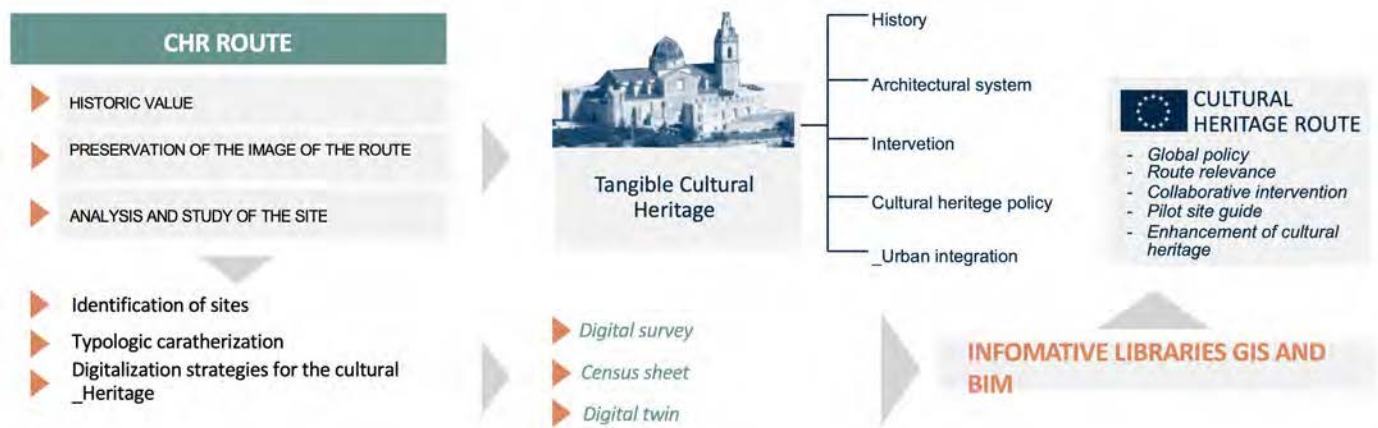 CHR ROUTE
HISTORIC VALUE
PRESERVATION OF THE IMAGE OF THE ROUTE
ANALYSIS AND STUDY OF THE SITE
Identification of sites
Typologic caratherization
Digitalization strategies for the cultural
_Heritage
Tangible Cultural
Heritage
History
Architectural system
Intervetion
Cultural heritege policy
_Urban integration
Digital survey
Census sheet
Digital twin
CULTURAL
HERITAGE ROUTE
- Global policy
- Route relevance
- Collaborative intervention
- Pilot site guide
- Enhancement of cultural
heritage
INFOMATIVE LIBRARIES GIS AND
BIM